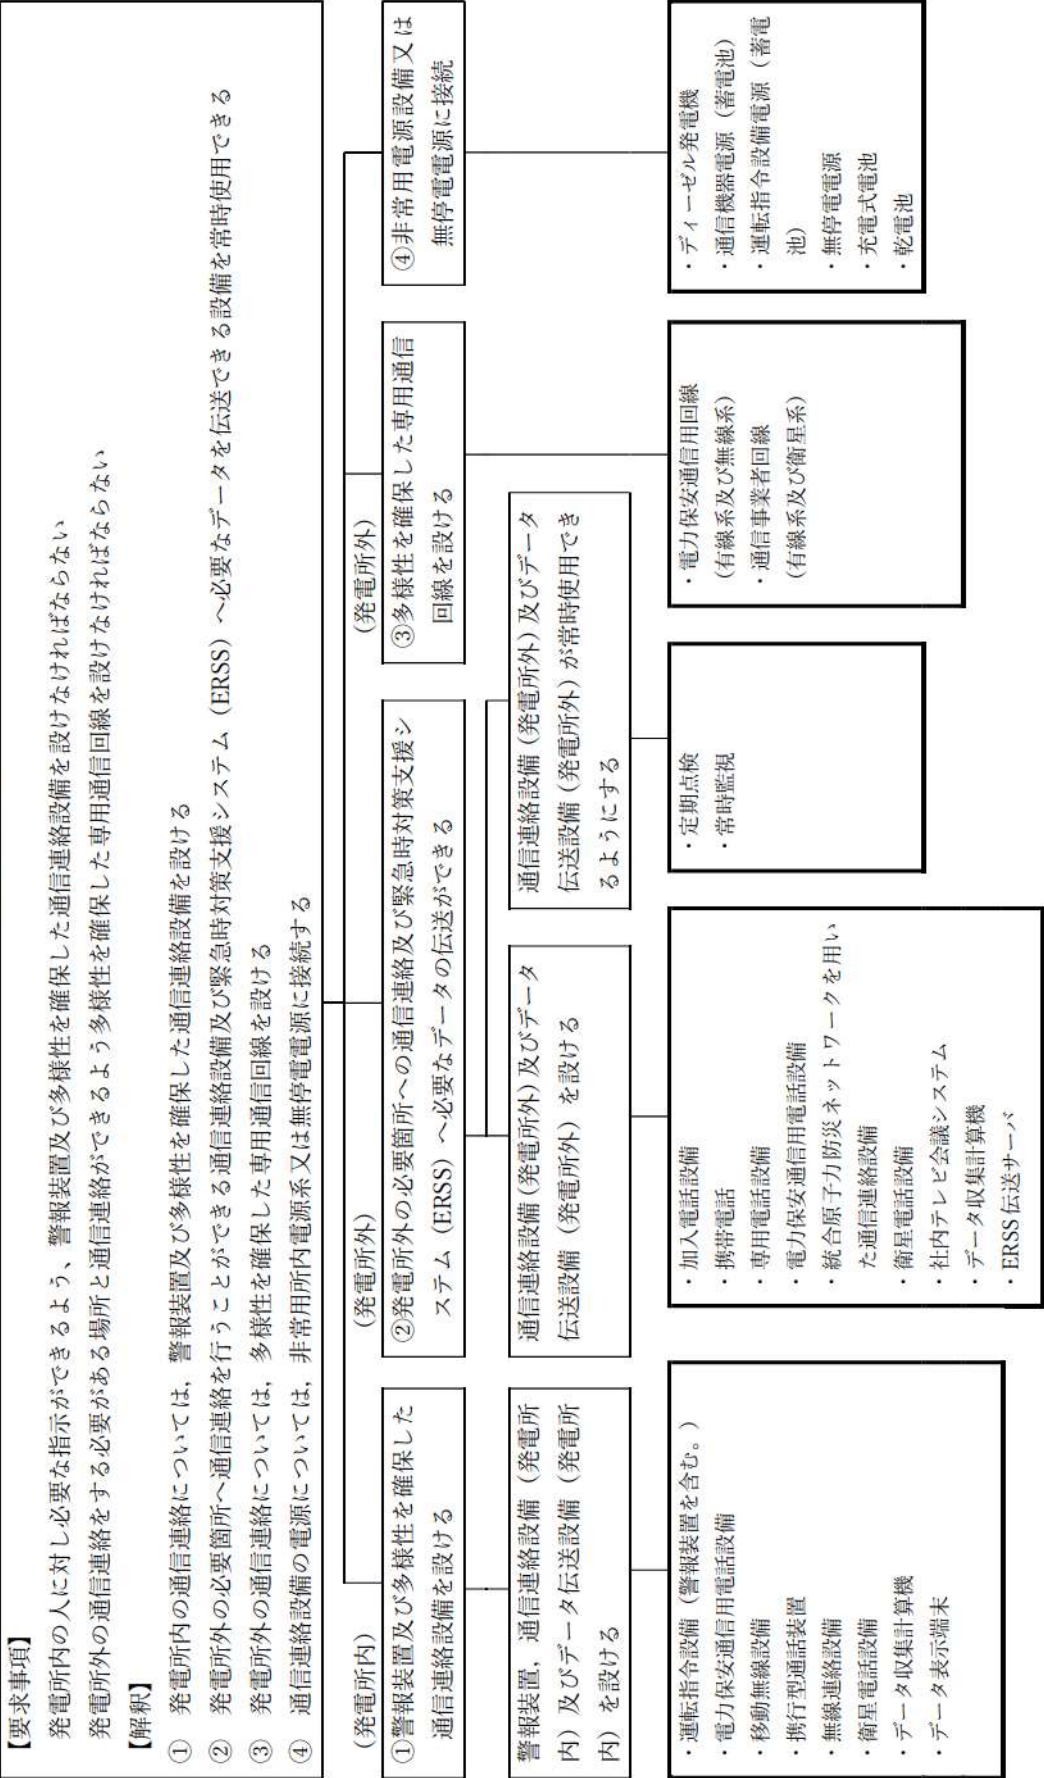 【要求事項】
発電所内の人に対し必要な指示ができるよう、警報装置及び多様性を確保した通信連絡設備を設けなければならない
発電所外の通信連絡をする必要がある場所と通信連絡ができるよう多様性を確保した専用通信回線を設けなければならない
【解釈】
① 発電所内の通信連絡については，警報装置及び多様性を確保した通信連絡設備を設ける
② 発電所外の必要箇所へ通信連絡を行うことができる通信連絡設備及び緊急時対策支援システム（ERSS）へ必要なデータを伝送できる設備を常時使用できる
③ 発電所外の通信連絡については，多様性を確保した専用通信回線を設ける
④ 通信連絡設備の電源については，非常用所内電源系又は無停電電源に接続する
(発電所内)
①警報装置及び多様性を確保した
通信連絡設備を設ける
警報装置，通信連絡設備（発電所
内）及びデータ伝送設備（発電所
内）を設ける
・運転指令設備（警報装置を含む。）
・電力保安通信用電話設備
・移動無線設備
・携行型通話装置
・無線連絡設備
・衛星電話設備
・データ収集計算機
・データ表示端末
(発電所外)
②発電所外の必要箇所への通信連絡及び緊急時対策支援シ
ステム（ERSS）へ必要なデータの伝送ができる
通信連絡設備(発電所外)及びデータ
伝送設備（発電所外）を設ける
・加入電話設備
・携帯電話
・専用電話設備
・電力保安通信用電話設備
・統合原子力防災ネットワークを用い
た通信連絡設備
・衛星電話設備
・社内テレビ会議システム
・データ収集計算機
・ERSS 伝送サーバ
通信連絡設備(発電所外)及びデータ
伝送設備(発電所外)が常時使用でき
るようにする
・定期点検
・常時監視
(発電所外)
③多様性を確保した専用通信
回線を設ける
・電力保安通信用回線
(有線系及び無線系)
・通信事業者回線
(有線系及び衛星系)
④非常用電源設備又は
無停電電源に接続
・ディーゼル発電機
・通信機器電源（蓄電池）
・運転指令設備電源（蓄電
池）
・無停電電源
・充電式電池
・乾電池